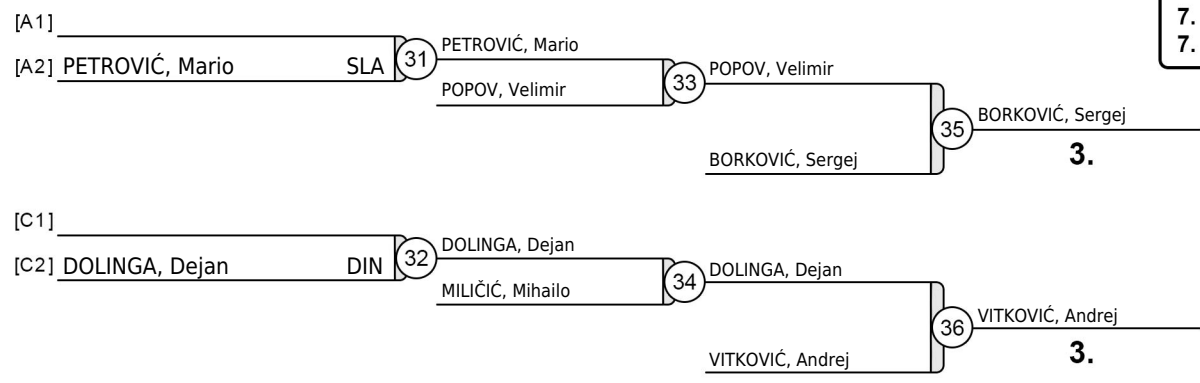 7.
7.
[A1]
[A2] PETROVIĆ, Mario SLA
31
PETROVIĆ, Mario
POPOV, Velimir
33
POPOV, Velimir
BORKOVIĆ, Sergej
35
BORKOVIĆ, Sergej
3.
[C1]
[C2] DOLINGA, Dejan DIN
32
DOLINGA, Dejan
MILIČIĆ, Mihailo
34
DOLINGA, Dejan
VITKOVIĆ, Andrej
36
VITKOVIĆ, Andrej
3.